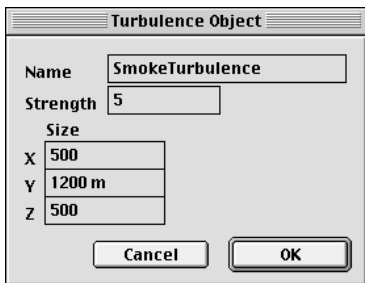 Turbulence Object
Name SmokeTurbulence
Strength 5
Size
X 500
Y 1200 m
Z 500
Cancel OK